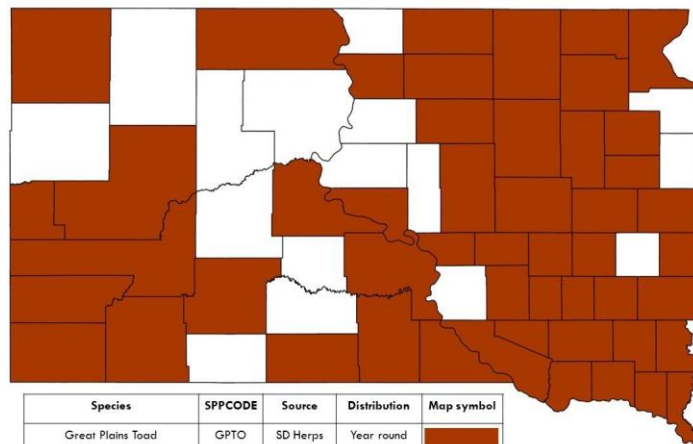 Species SPPCODE Source Distribution Map symbol
Great Plains Toad GPTO SD Herps Year round